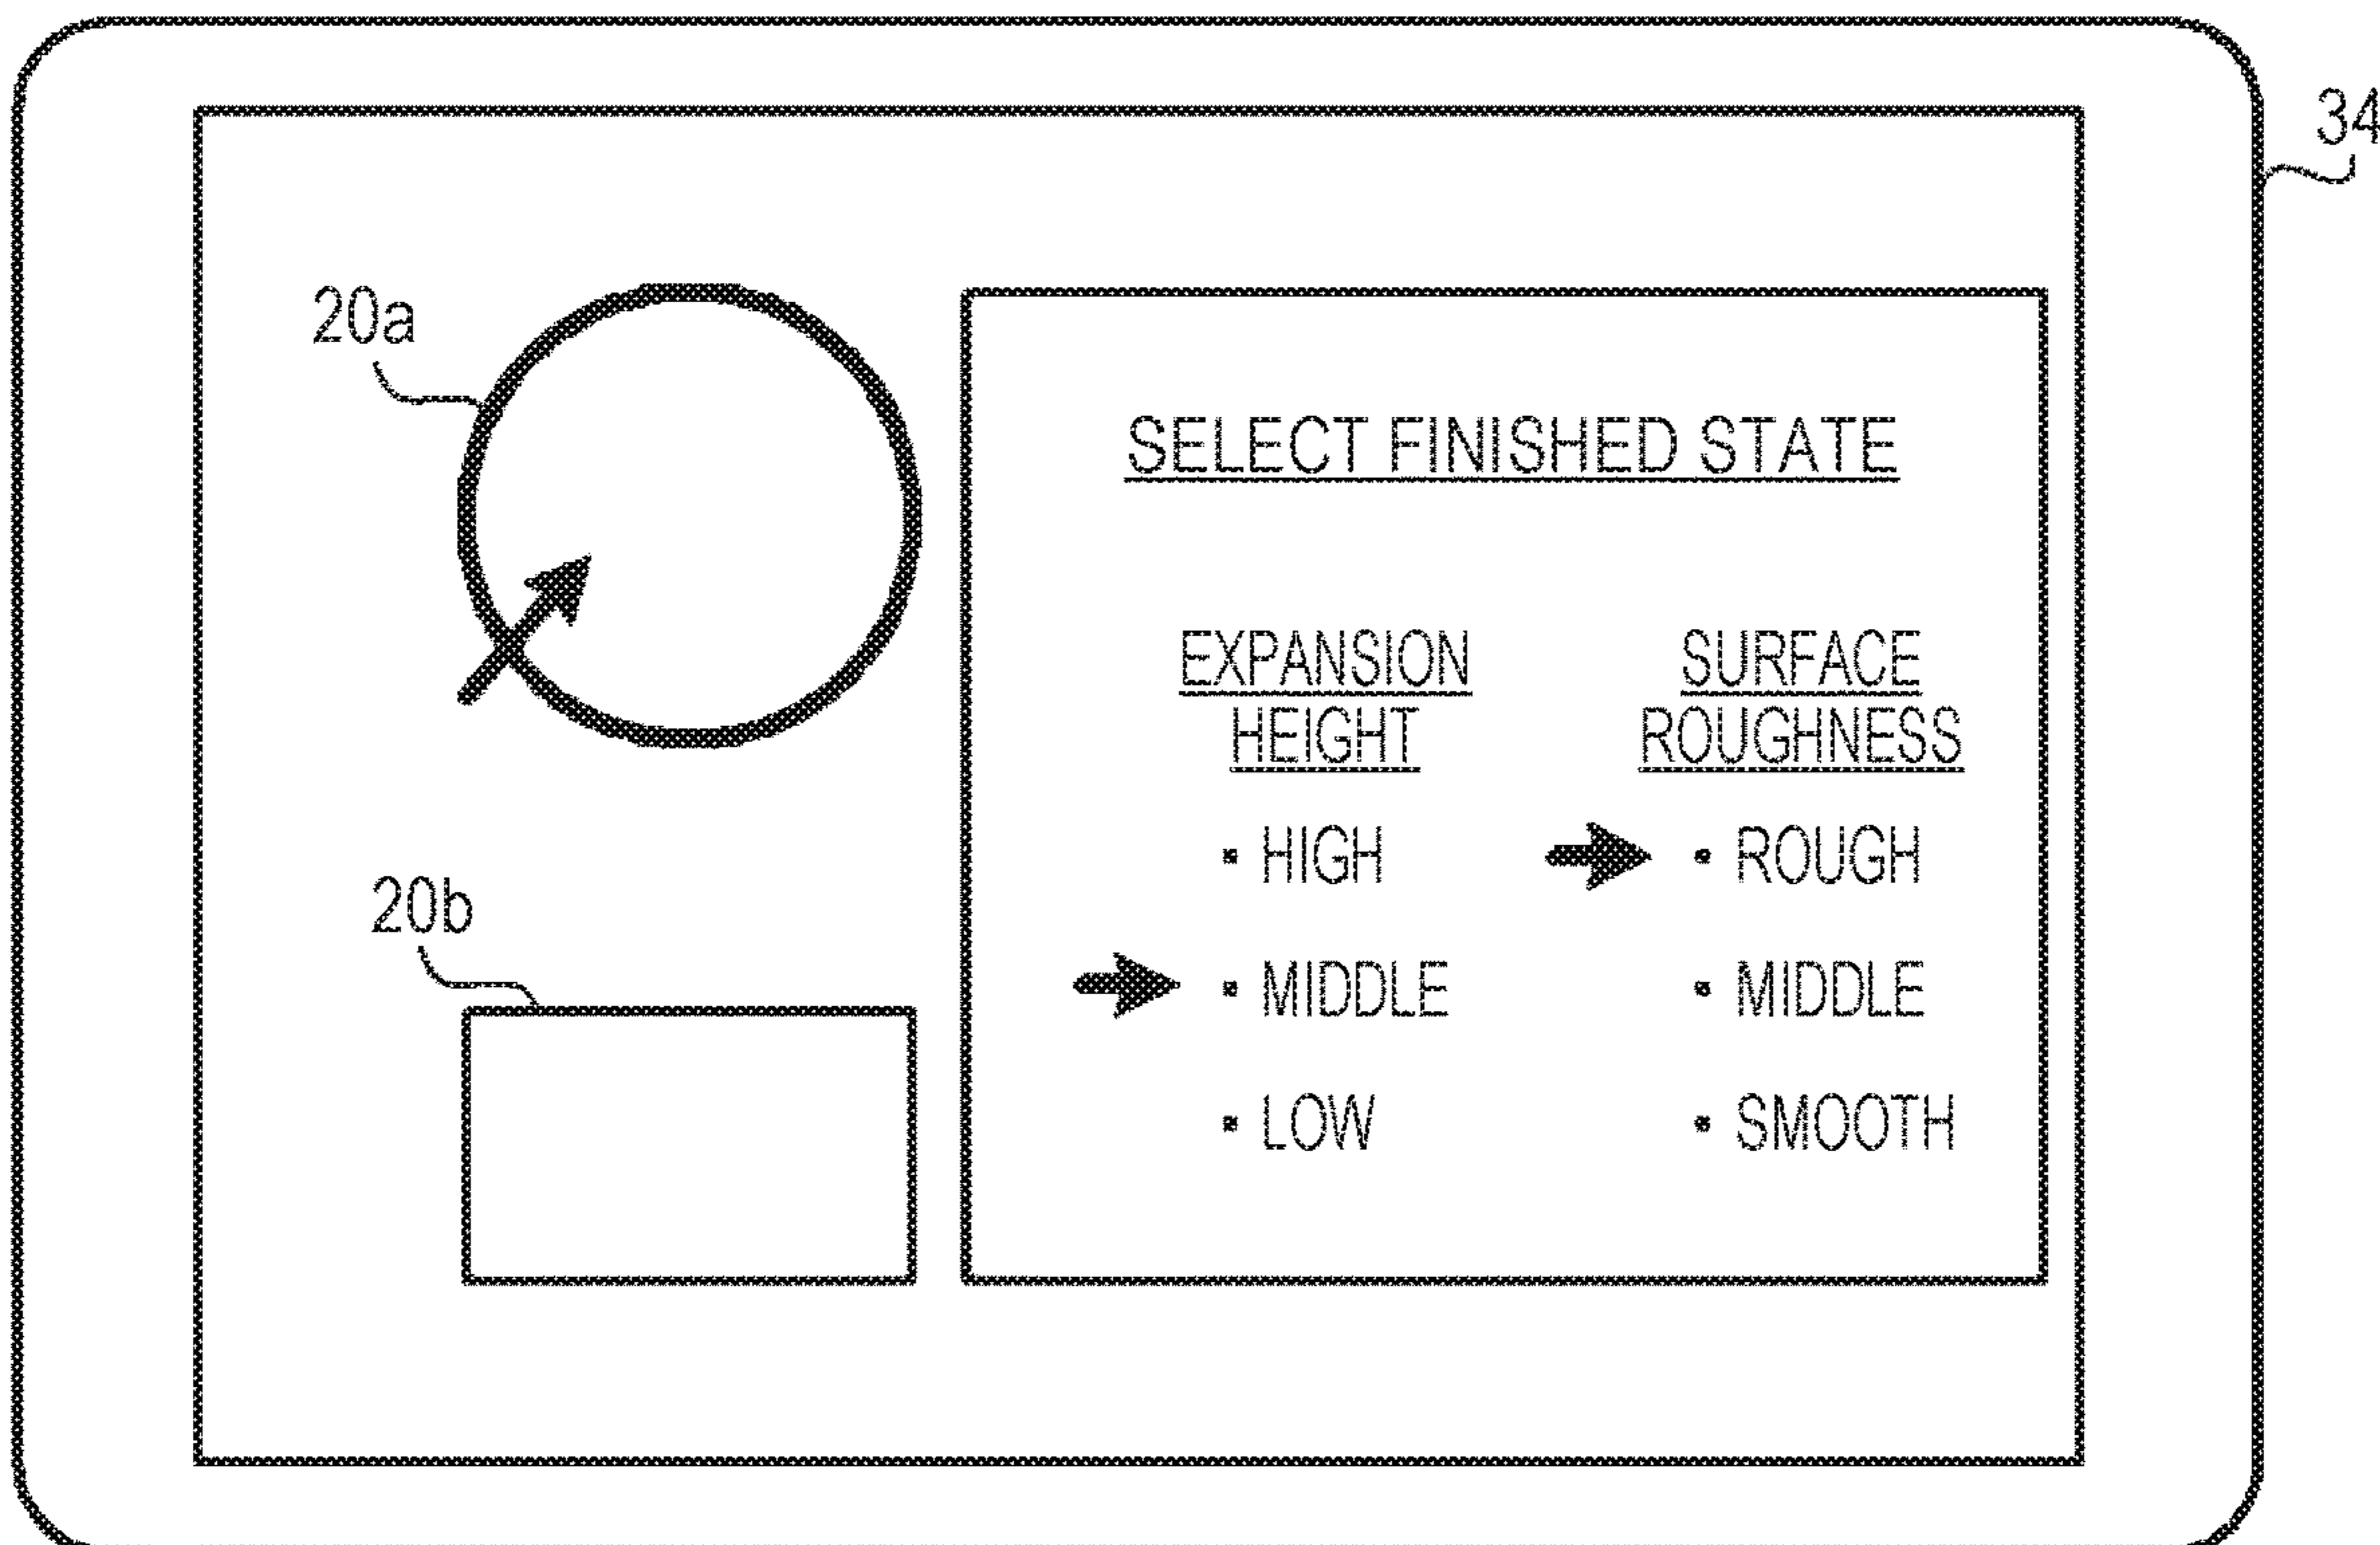 34
20a
SELECT FINISHED STATE
EXPANSION
HEIGHT
SURFACE
ROUGHNESS
• HIGH
• ROUGH
20b
• MIDDLE
• MIDDLE
• LOW
• SMOOTH